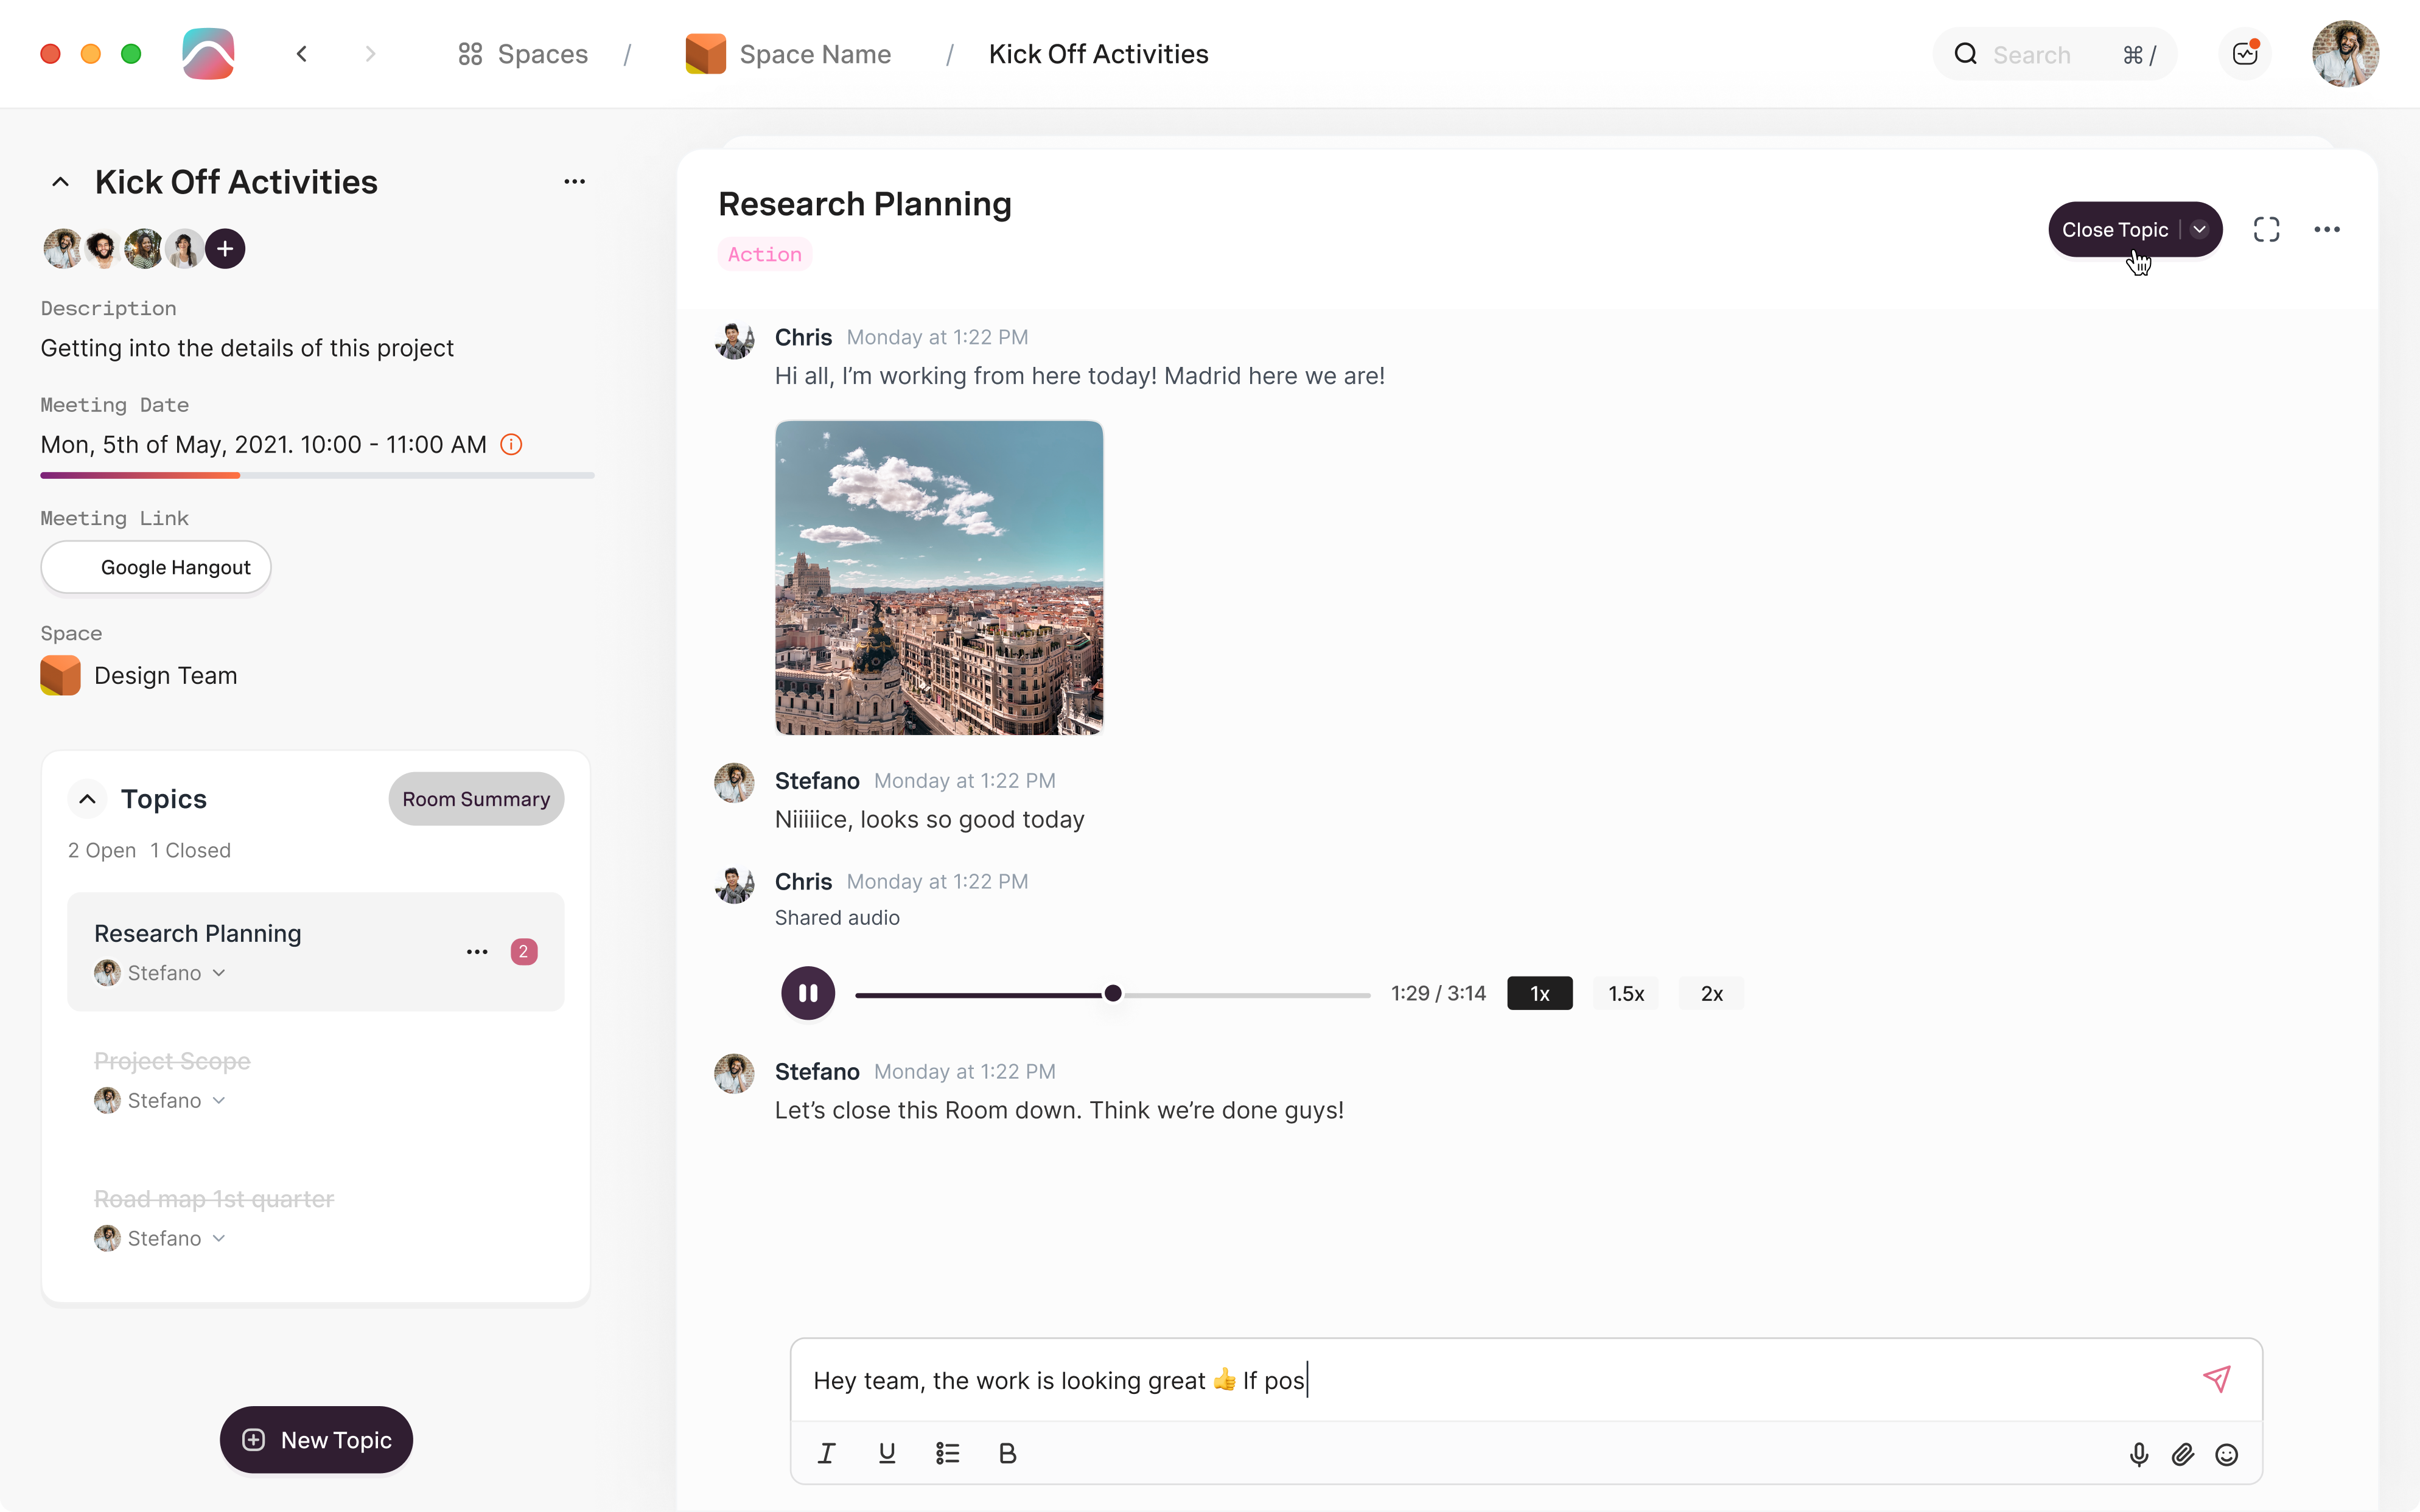 Spaces / Space Name / Kick Off Activities
Search ⌘ /
Kick Off Activities
Description
Getting into the details of this project
Meeting Date
Mon, 5th of May, 2021. 10:00 - 11:00 AM
Meeting Link
Google Hangout
Space
Design Team
Topics
Room Summary
2 Open 1 Closed
Research Planning
2
Stefano
Project Scope
Stefano
Road map 1st quarter
Stefano
New Topic
Research Planning
Action
Close Topic
Chris Monday at 1:22 PM
Hi all, I’m working from here today! Madrid here we are!
Stefano Monday at 1:22 PM
Niiiiice, looks so good today
Chris Monday at 1:22 PM
Shared audio
1:29 / 3:14 1x 1.5x 2x
Stefano Monday at 1:22 PM
Let’s close this Room down. Think we’re done guys!
Hey team, the work is looking great 👍 If pos
I U B